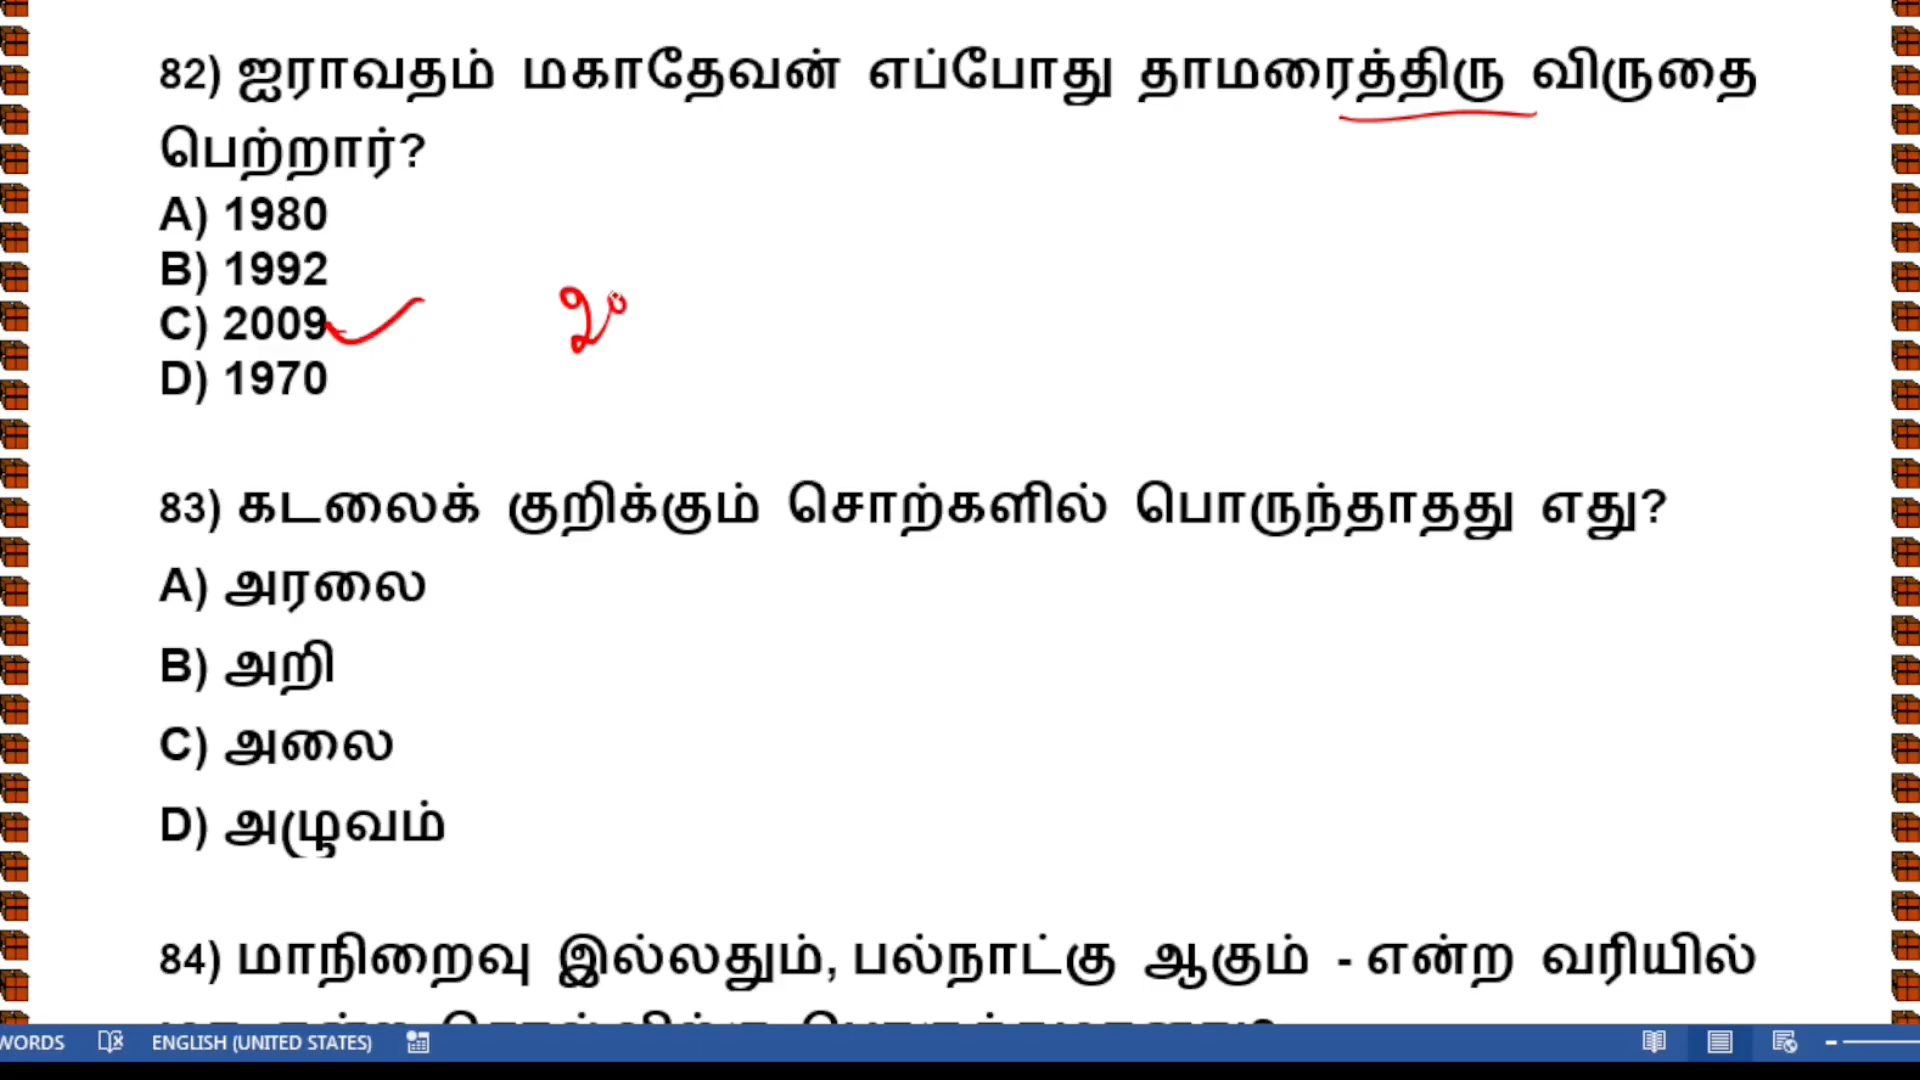 82) ஐராவதம் மகாதேவன் எப்போது தாமரைத்திரு விருதை
பெற்றார்?
A) 1980
B) 1992
C) 2009
D) 1970
83) கடலைக் குறிக்கும் சொற்களில் பொருந்தாதது எது?
A) அரலை
B) அறி
C) அலை
D) அழுவம்
84) மாநிறைவு இல்லதும், பல்நாட்கு ஆகும் - என்ற வரியில்
WORDS ENGLISH (UNITED STATES)